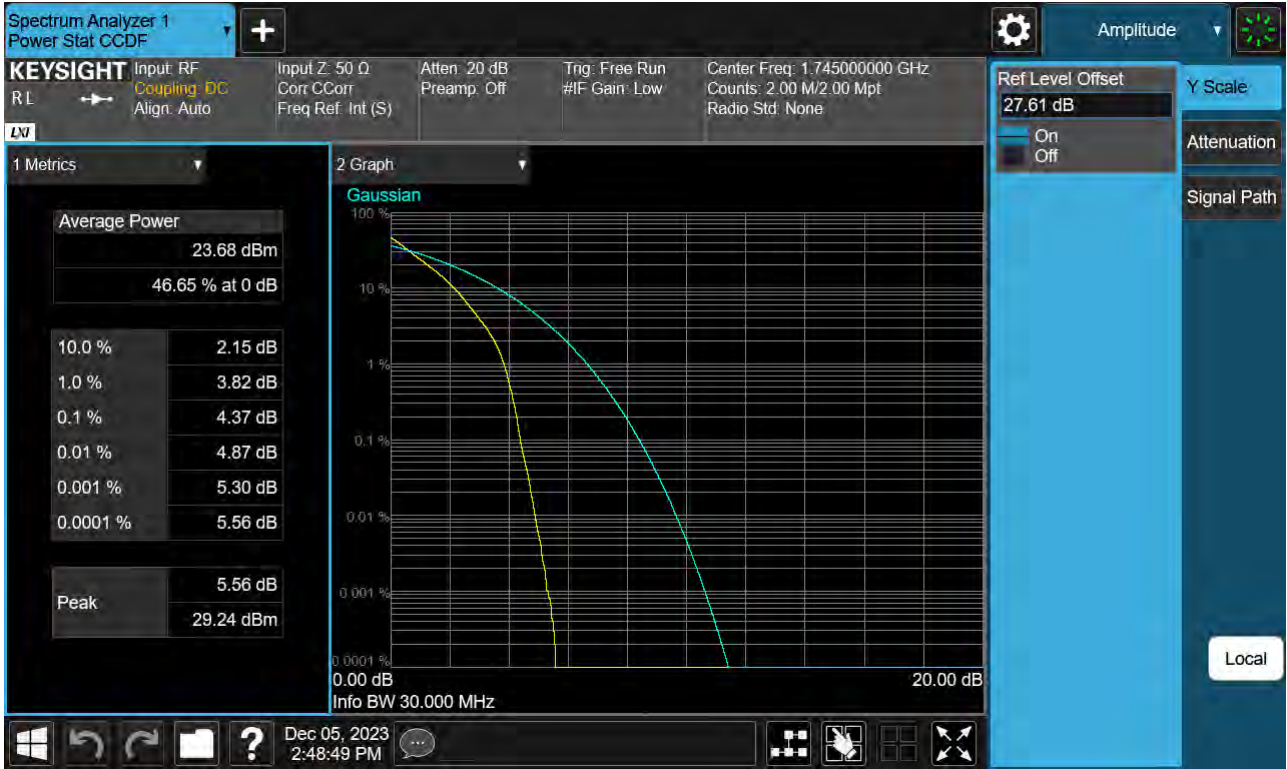 Spectrum Analyzer 1
Power Stat CCDF
Amplitude
KEYSIGHT
R L
LXI
Input: RF
Coupling: DC
Align: Auto
Input Z: 50 Ω
Corr CCorr
Freq Ref: Int (S)
Atten: 20 dB
Preamp: Off
Trig: Free Run
#IF Gain: Low
Center Freq: 1.745000000 GHz
Counts: 2.00 M/2.00 Mpt
Radio Std: None
Ref Level Offset
27.61 dB
On
Off
Y Scale
Attenuation
Signal Path
Local
1 Metrics
Average Power
23.68 dBm
46.65 % at 0 dB
10.0 % 2.15 dB
1.0 % 3.82 dB
0.1 % 4.37 dB
0.01 % 4.87 dB
0.001 % 5.30 dB
0.0001 % 5.56 dB
Peak
5.56 dB
29.24 dBm
2 Graph
Gaussian
100 %
10 %
1 %
0.1 %
0.01 %
0.001 %
0.0001 %
0.00 dB 20.00 dB
Info BW 30.000 MHz
Dec 05, 2023
2:48:49 PM